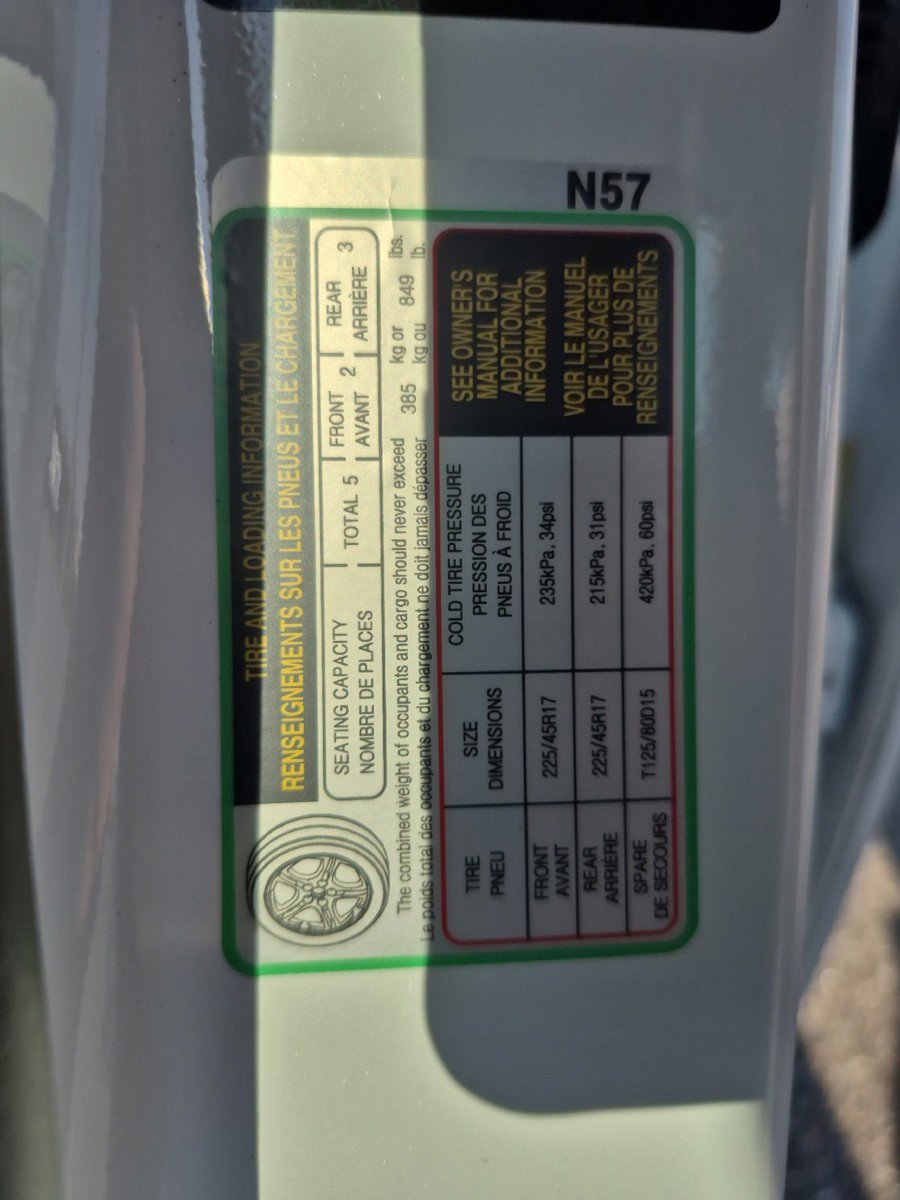 TIRE AND LOADING INFORMATION
RENSEIGNEMENTS SUR LES PNEUS ET LE CHARGEMENT
SEATING CAPACITY
NOMBRE DE PLACES
TOTAL 5
FRONT
AVANT 2
REAR
ARRIÈRE 3
The combined weight of occupants and cargo should never exceed 385 kg or 849 lbs.
Le poids total des occupants et du chargement ne doit jamais dépasser kg ou lb.
TIRE
PNEU
SIZE
DIMENSIONS
COLD TIRE PRESSURE
PRESSION DES
PNEUS À FROID
FRONT
AVANT
225/45R17
235kPa, 34psi
REAR
ARRIÈRE
225/45R17
215kPa, 31psi
SPARE
DE SECOURS
T125/80D15
420kPa, 60psi
SEE OWNER'S
MANUAL FOR
ADDITIONAL
INFORMATION
VOIR LE MANUEL
DE L'USAGER
POUR PLUS DE
RENSEIGNEMENTS
N57